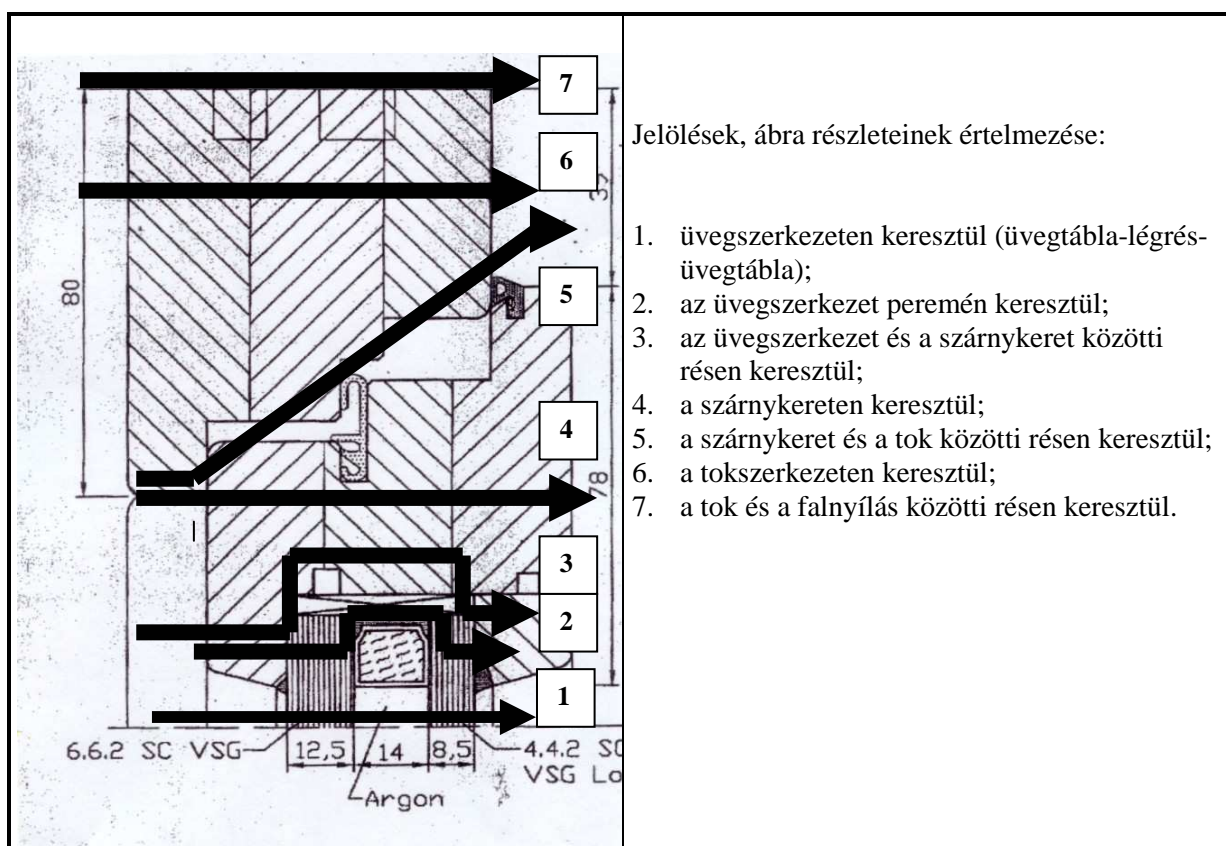 7
6
39
5
80
4
78
3
2
1
6.6.2 SC VSG
12,5
14
8,5
4.4.2 SC
VSG Lo
Argon
Jelölések, ábra részleteinek értelmezése:
1. üvegszerkezeten keresztül (üvegtábla-légrés-
üvegtábla);
2. az üvegszerkezet peremén keresztül;
3. az üvegszerkezet és a szárnykeret közötti
résen keresztül;
4. a szárnykereten keresztül;
5. a szárnykeret és a tok közötti résen keresztül;
6. a tokszerkezeten keresztül;
7. a tok és a falnyílás közötti résen keresztül.